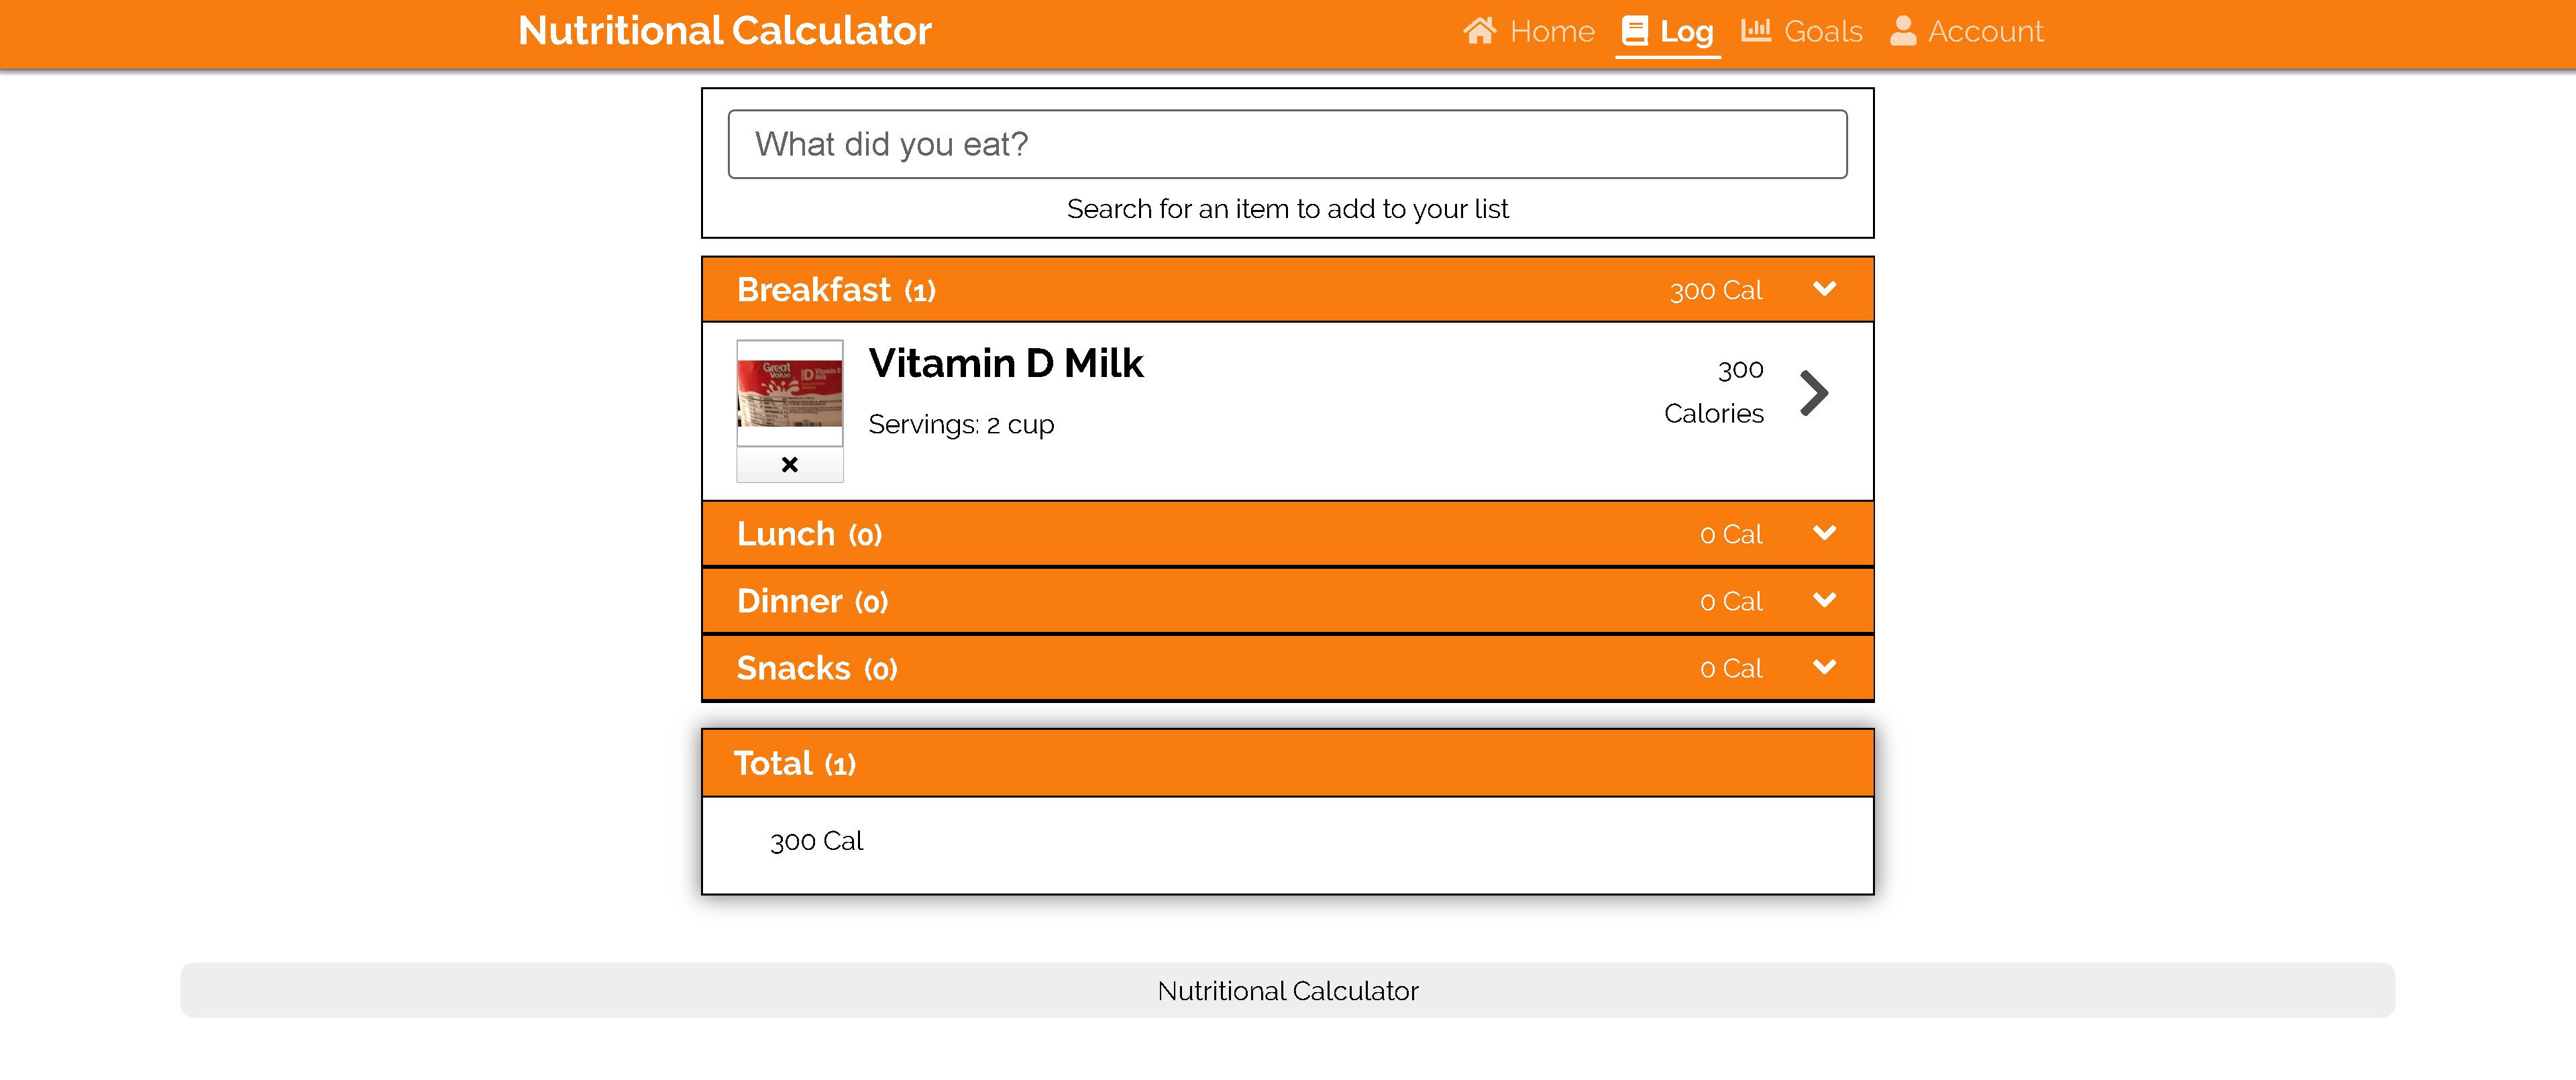 Nutritional Calculator
Home Log Goals Account
What did you eat?
Search for an item to add to your list
Breakfast (1) 300 Cal
Great Value
D Vitamin D Milk
Vitamin D Milk
Servings: 2 cup
300
Calories
Lunch (0) 0 Cal
Dinner (0) 0 Cal
Snacks (0) 0 Cal
Total (1)
300 Cal
Nutritional Calculator